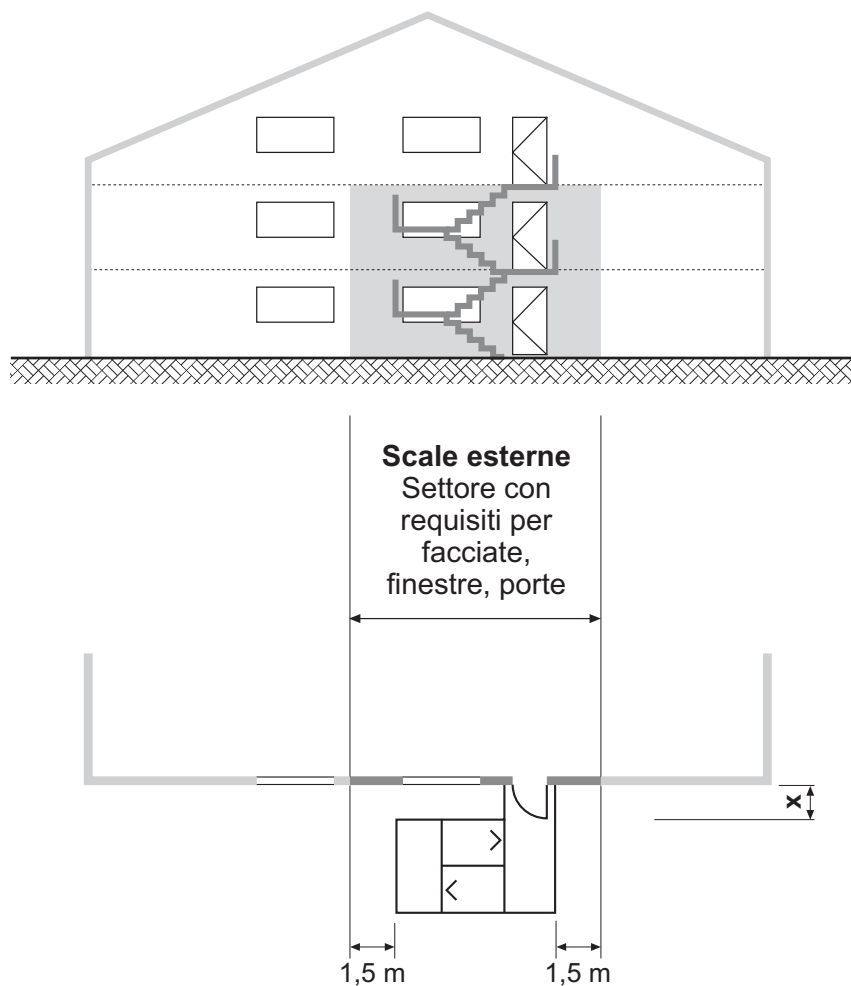 Scale esterne
Settore con
requisiti per
facciate,
finestre, porte
x
1,5 m
1,5 m